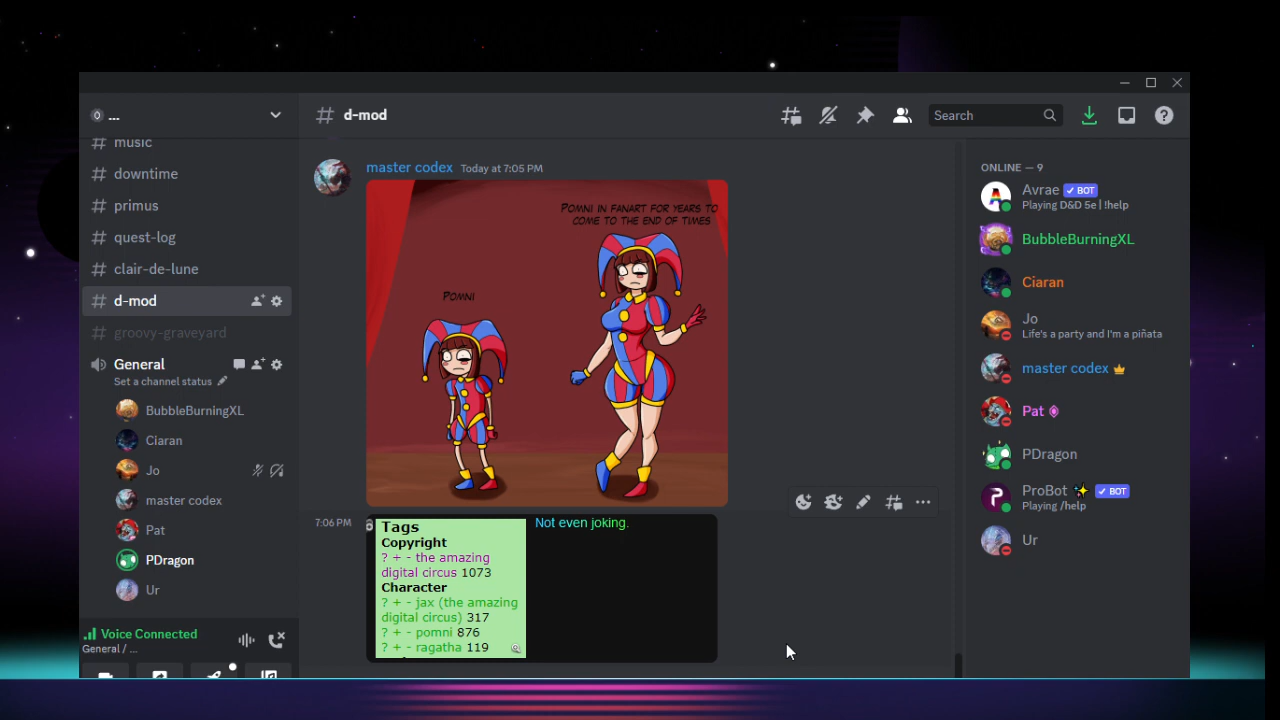 ...
# d-mod
Search
# music
# downtime
# primus
# quest-log
# clair-de-lune
# d-mod
# groovy-graveyard
General
Set a channel status
BubbleBurningXL
Ciaran
Jo
master codex
Pat
PDragon
Ur
Voice Connected
General / ...
master codex Today at 7:05 PM
POMNI IN FANART FOR YEARS TO
COME TO THE END OF TIMES
POMNI
7:06 PM
Tags
Copyright
? + - the amazing
digital circus 1073
Character
? + - jax (the amazing
digital circus) 317
? + - pomni 876
? + - ragatha 119
Not even joking.
ONLINE — 9
Avrae ✓ BOT
Playing D&D 5e | !help
BubbleBurningXL
Ciaran
Jo
Life's a party and I'm a piñata
master codex
Pat
PDragon
ProBot ✨ ✓ BOT
Playing /help
Ur